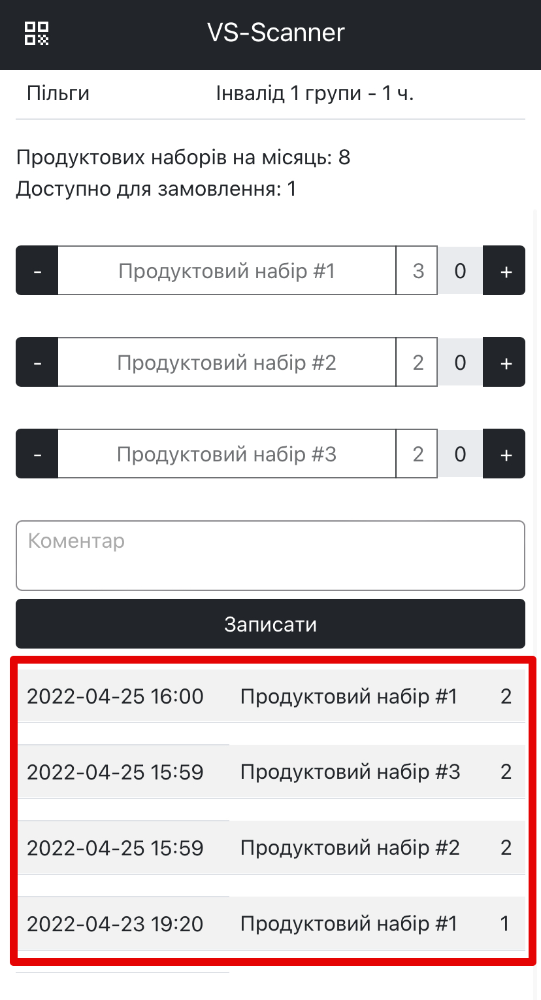 VS-Scanner
Пільги Інвалід 1 групи - 1 ч.
Продуктових наборів на місяць: 8
Доступно для замовлення: 1
- Продуктовий набір #1 3 0 +
- Продуктовий набір #2 2 0 +
- Продуктовий набір #3 2 0 +
Коментар
Записати
2022-04-25 16:00 Продуктовий набір #1 2
2022-04-25 15:59 Продуктовий набір #3 2
2022-04-25 15:59 Продуктовий набір #2 2
2022-04-23 19:20 Продуктовий набір #1 1